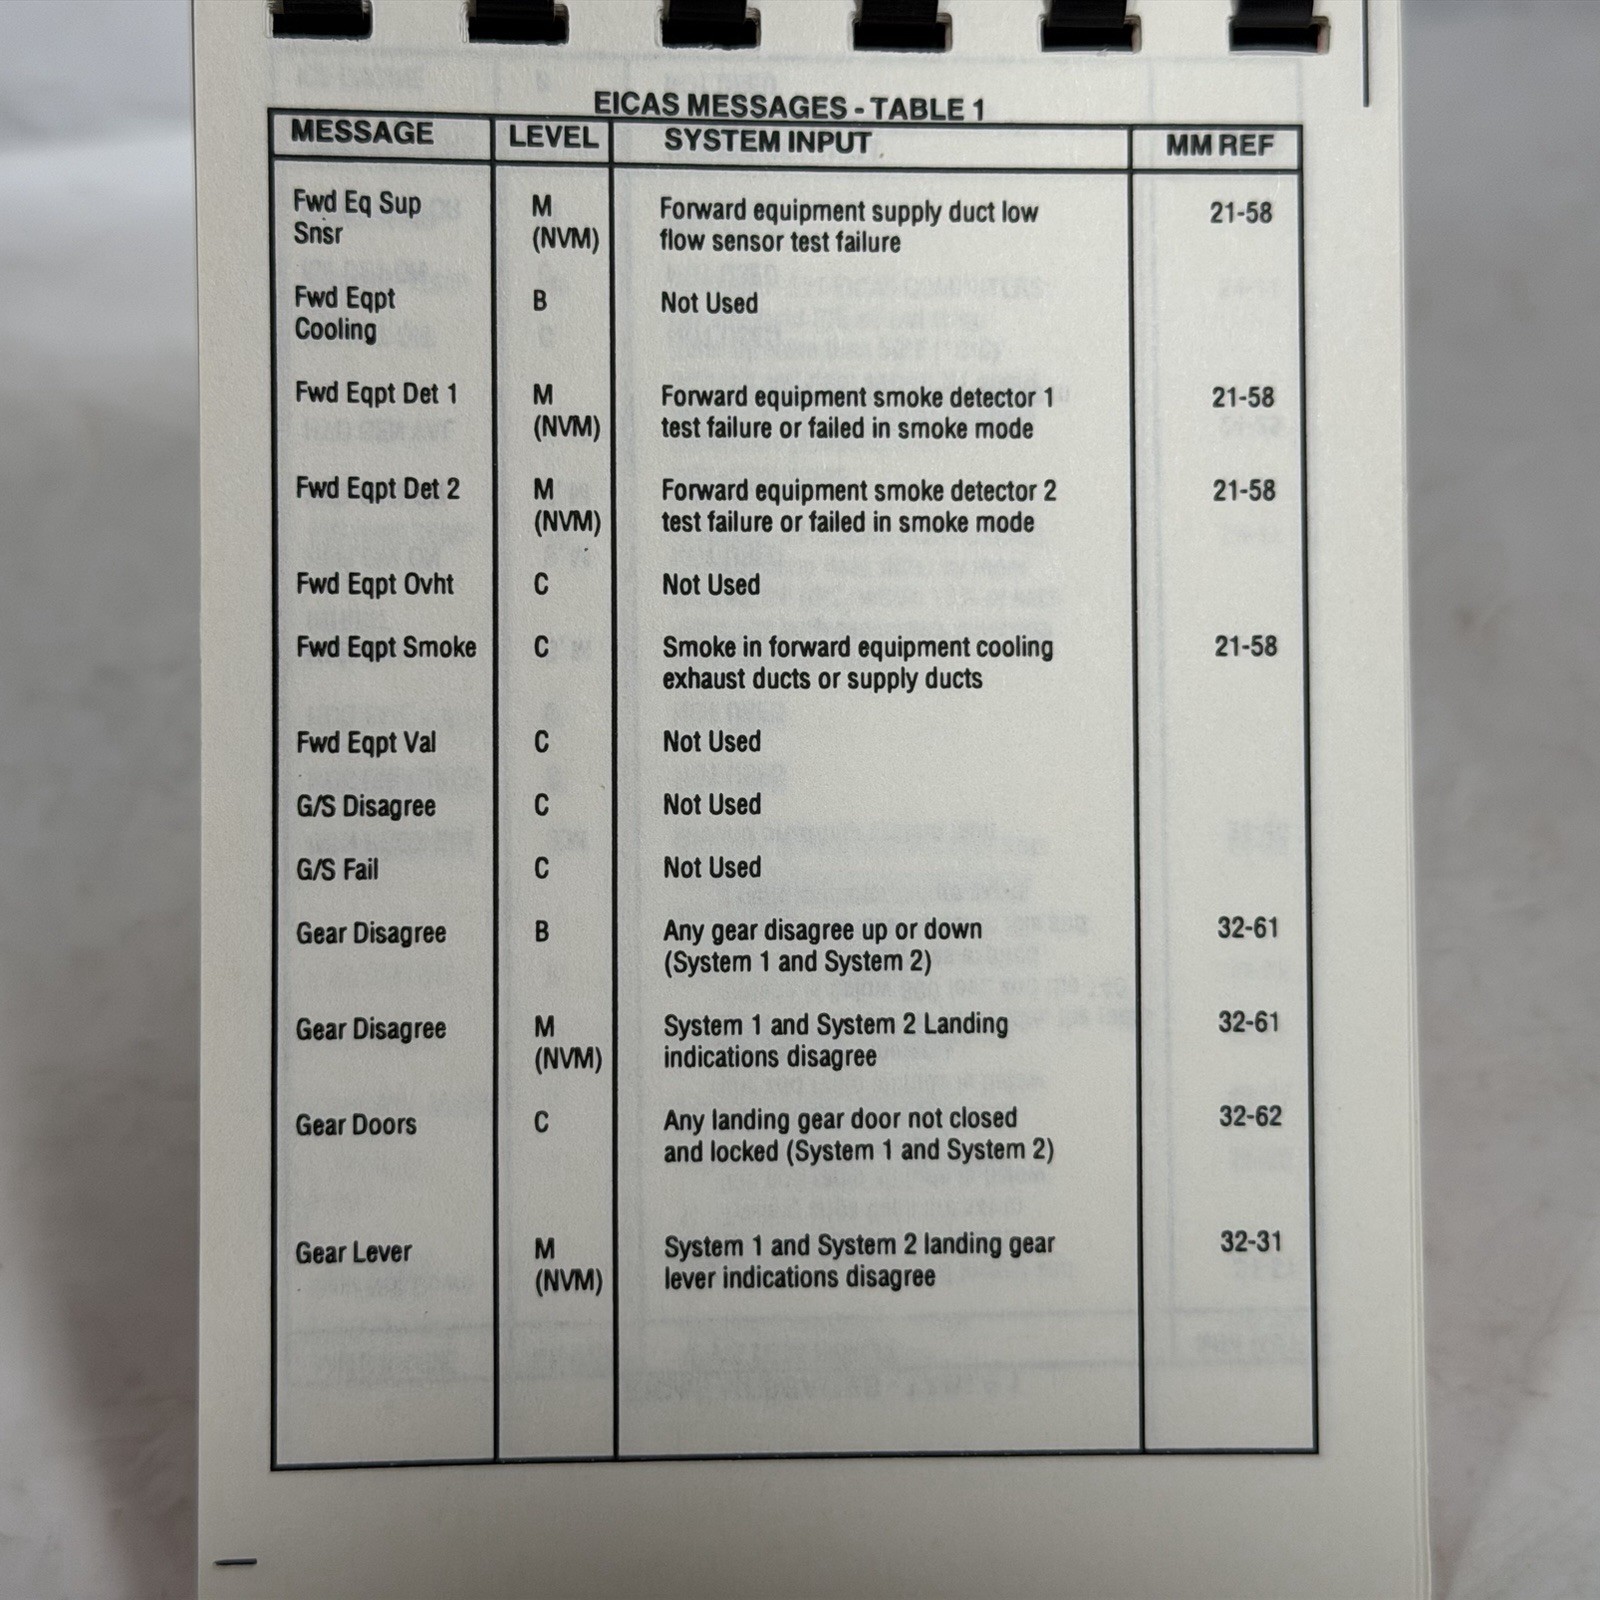 EICAS MESSAGES - TABLE 1
MESSAGE LEVEL SYSTEM INPUT MM REF
Fwd Eq Sup M Forward equipment supply duct low 21-58
Snsr (NVM) flow sensor test failure
Fwd Eqpt B Not Used
Cooling
Fwd Eqpt Det 1 M Forward equipment smoke detector 1 21-58
(NVM) test failure or failed in smoke mode
Fwd Eqpt Det 2 M Forward equipment smoke detector 2 21-58
(NVM) test failure or failed in smoke mode
Fwd Eqpt Ovht C Not Used
Fwd Eqpt Smoke C Smoke in forward equipment cooling 21-58
exhaust ducts or supply ducts
Fwd Eqpt Val C Not Used
G/S Disagree C Not Used
G/S Fail C Not Used
Gear Disagree B Any gear disagree up or down 32-61
(System 1 and System 2)
Gear Disagree M System 1 and System 2 Landing 32-61
(NVM) indications disagree
Gear Doors C Any landing gear door not closed 32-62
and locked (System 1 and System 2)
Gear Lever M System 1 and System 2 landing gear 32-31
(NVM) lever indications disagree